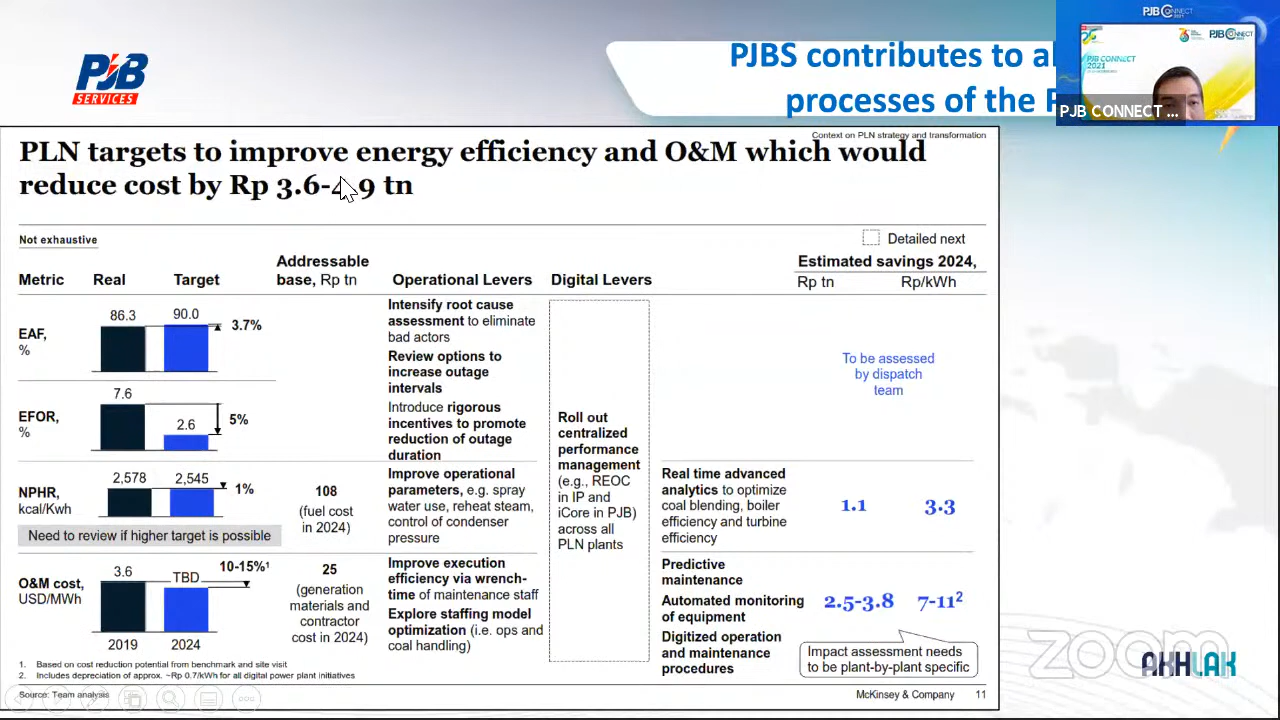 PJB
SERVICES
PJBS contributes to
processes of the
PJB CONNECT
2021
PJB CONNECT
PJB CONNECT
2021
PJB CONNECT ...
Context on PLN strategy and transformation
PLN targets to improve energy efficiency and O&M which would
reduce cost by Rp 3.6-4.9 tn
Not exhaustive
Detailed next
Metric
Real
Target
Addressable
base, Rp tn
Operational Levers
Digital Levers
Estimated savings 2024,
Rp tn
Rp/kWh
EAF,
%
86.3
90.0
3.7%
Intensify root cause
assessment to eliminate
bad actors
Review options to
increase outage
intervals
Introduce rigorous
incentives to promote
reduction of outage
duration
To be assessed
by dispatch
team
EFOR,
%
7.6
2.6
5%
NPHR,
kcal/Kwh
2,578
2,545
1%
Need to review if higher target is possible
108
(fuel cost
in 2024)
Improve operational
parameters, e.g. spray
water use, reheat steam,
control of condenser
pressure
Roll out
centralized
performance
management
(e.g., REOC
in IP and
iCore in PJB)
across all
PLN plants
Real time advanced
analytics to optimize
coal blending, boiler
efficiency and turbine
efficiency
1.1
3.3
O&M cost,
USD/MWh
3.6
TBD
10-15%¹
2019
2024
25
(generation
materials and
contractor
cost in 2024)
Improve execution
efficiency via wrench-
time of maintenance staff
Explore staffing model
optimization (i.e. ops and
coal handling)
Predictive
maintenance
Automated monitoring
of equipment
Digitized operation
and maintenance
procedures
2.5-3.8
7-11²
Impact assessment needs
to be plant-by-plant specific
1. Based on cost reduction potential from benchmark and site visit
2. Includes depreciation of approx. ~Rp 0.7/kWh for all digital power plant initiatives
Source: Team analysis
McKinsey & Company 11
zoom
AKHLAK